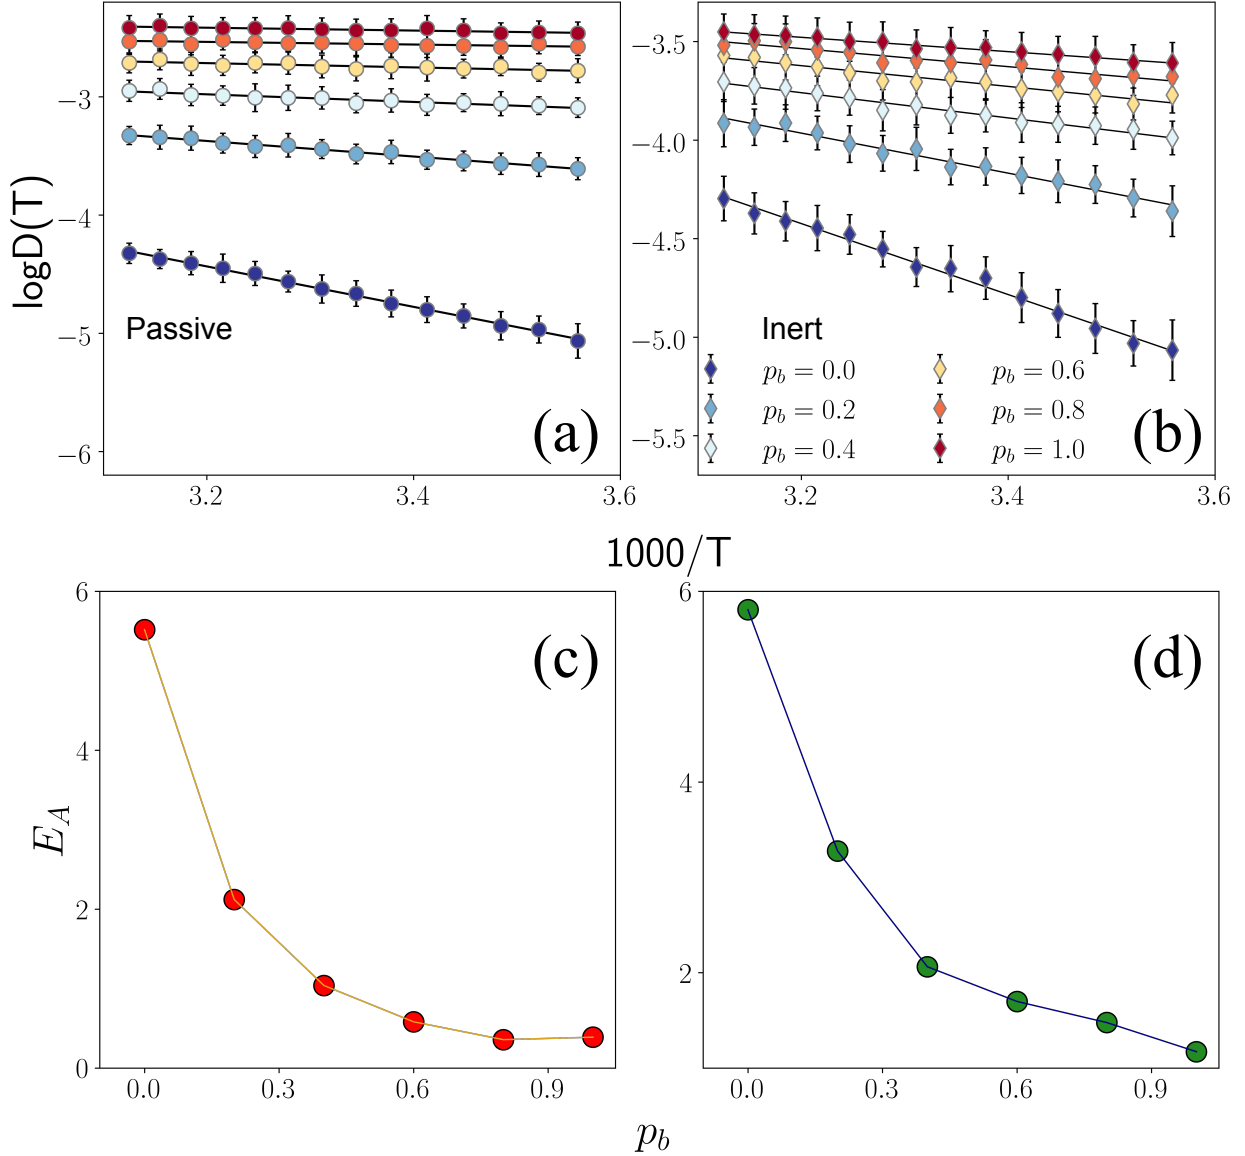 logD(T)
−3
−4
−5
−6
3.2
3.4
3.6
Passive
(a)
−3.5
−4.0
−4.5
−5.0
−5.5
3.2
3.4
3.6
Inert
p_b = 0.0
p_b = 0.2
p_b = 0.4
p_b = 0.6
p_b = 0.8
p_b = 1.0
(b)
1000/T
E_A
6
4
2
0
0.0
0.3
0.6
0.9
(c)
6
4
2
0.0
0.3
0.6
0.9
(d)
p_b